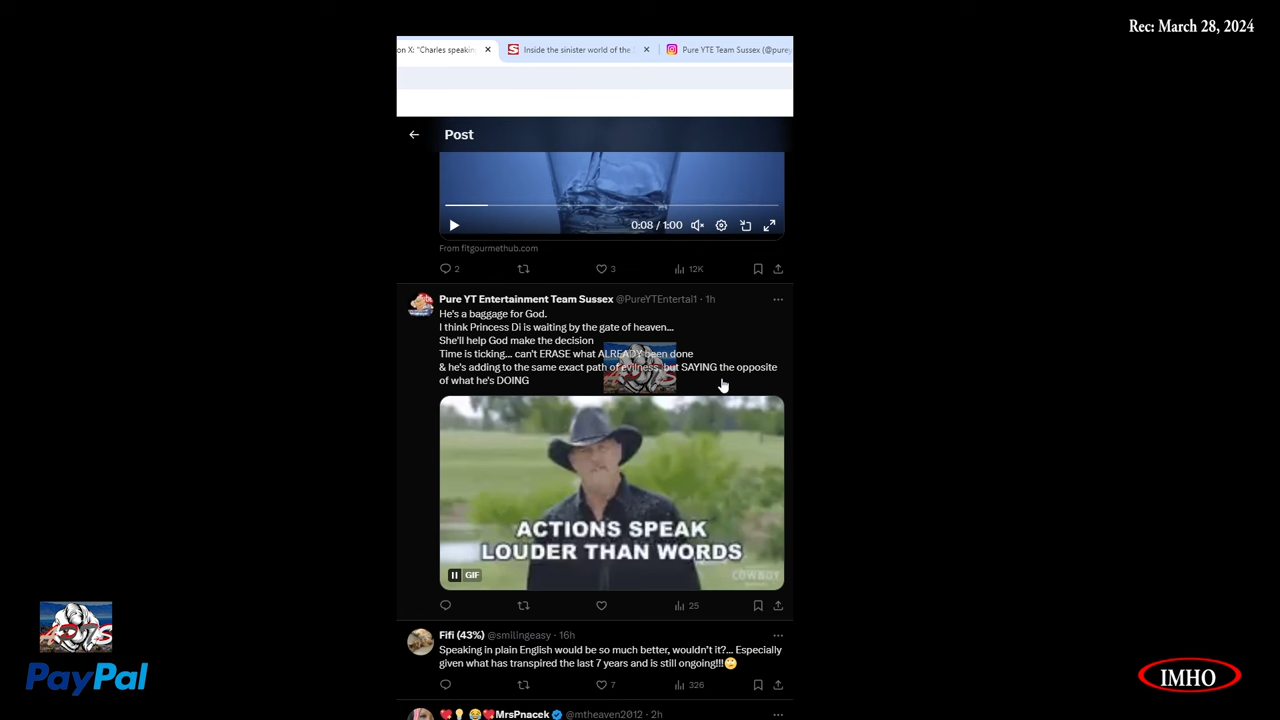 Rec: March 28, 2024
on X: "Charles speakin
Inside the sinister world of the
Pure YTE Team Sussex (@purey
Post
0:08 / 1:00
From fitgourmethub.com
2
3
12K
Pure YT Entertainment Team Sussex @PureYTEntertai1 · 1h
He's a baggage for God.
I think Princess Di is waiting by the gate of heaven...
She'll help God make the decision
Time is ticking... can't ERASE what ALREADY been done
& he's adding to the same exact path of evilness, but SAYING the opposite
of what he's DOING
ACTIONS SPEAK
LOUDER THAN WORDS
GIF
COWBOY
25
Fifi (43%) @smilingeasy · 16h
Speaking in plain English would be so much better, wouldn't it?... Especially
given what has transpired the last 7 years and is still ongoing!!!🙄
7
326
MrsPnacek @mtheaven2012 · 2h
PayPal
IMHO